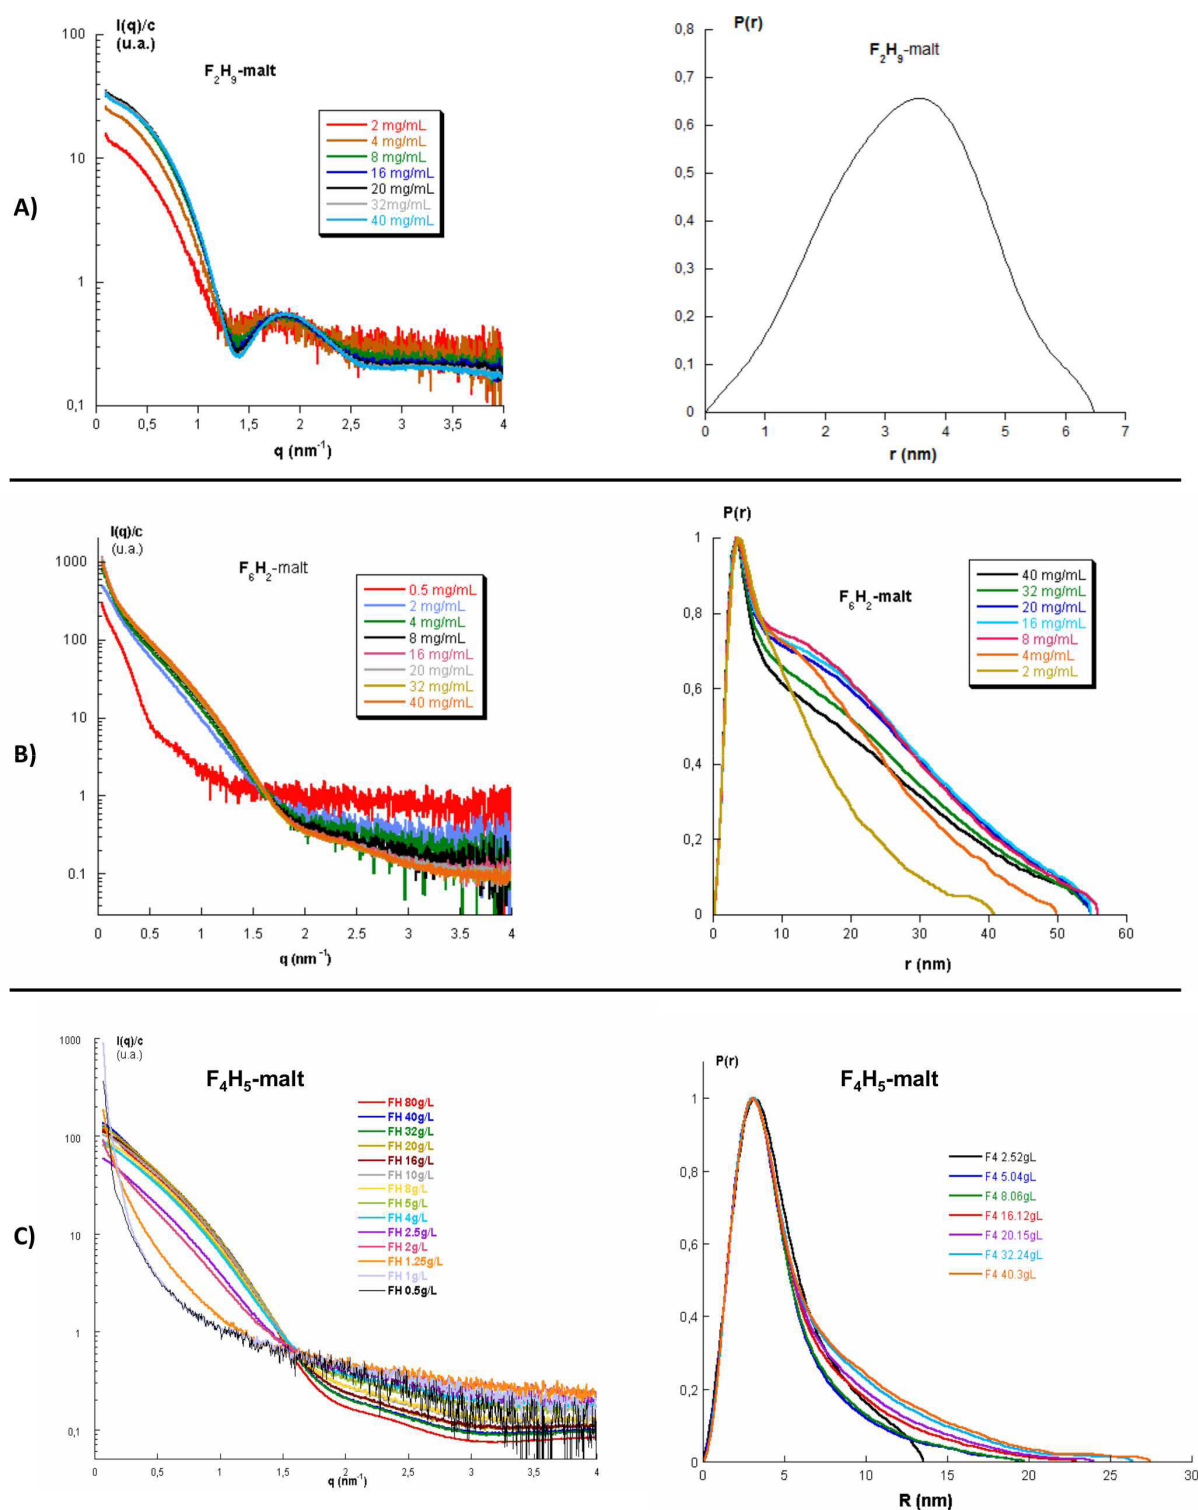 A)
I(q)/c
(u.a.)
F2H9-malt
100
10
1
0,1
2 mg/mL
4 mg/mL
8 mg/mL
16 mg/mL
20 mg/mL
32mg/mL
40 mg/mL
0 0,5 1 1,5 2 2,5 3 3,5 4
q (nm-1)
P(r)
F2H9-malt
0,8
0,7
0,6
0,5
0,4
0,3
0,2
0,1
0
0 1 2 3 4 5 6 7
r (nm)
B)
I(q)/c
(u.a.)
F6H2-malt
1000
100
10
1
0.1
0.5 mg/mL
2 mg/mL
4 mg/mL
8 mg/mL
16 mg/mL
20 mg/mL
32 mg/mL
40 mg/mL
0 0.5 1 1.5 2 2.5 3 3.5 4
q (nm-1)
P(r)
F6H2-malt
1
0,8
0,6
0,4
0,2
0
40 mg/mL
32 mg/mL
20 mg/mL
16 mg/mL
8 mg/mL
4mg/mL
2 mg/mL
0 10 20 30 40 50 60
r (nm)
C)
I(q)/c
(u.a.)
F4H5-malt
1000
100
10
1
0,1
FH 80g/L
FH 40g/L
FH 32g/L
FH 20g/L
FH 16g/L
FH 10g/L
FH 8g/L
FH 5g/L
FH 4g/L
FH 2.5g/L
FH 2g/L
FH 1.25g/L
FH 1g/L
FH 0.5g/L
0 0,5 1 1,5 2 2,5 3 3,5 4
q (nm-1)
P(r)
F4H5-malt
1
0,8
0,6
0,4
0,2
0
F4 2.52gL
F4 5.04gL
F4 8.06gL
F4 16.12gL
F4 20.15gL
F4 32.24gL
F4 40.3gL
0 5 10 15 20 25 30
R (nm)